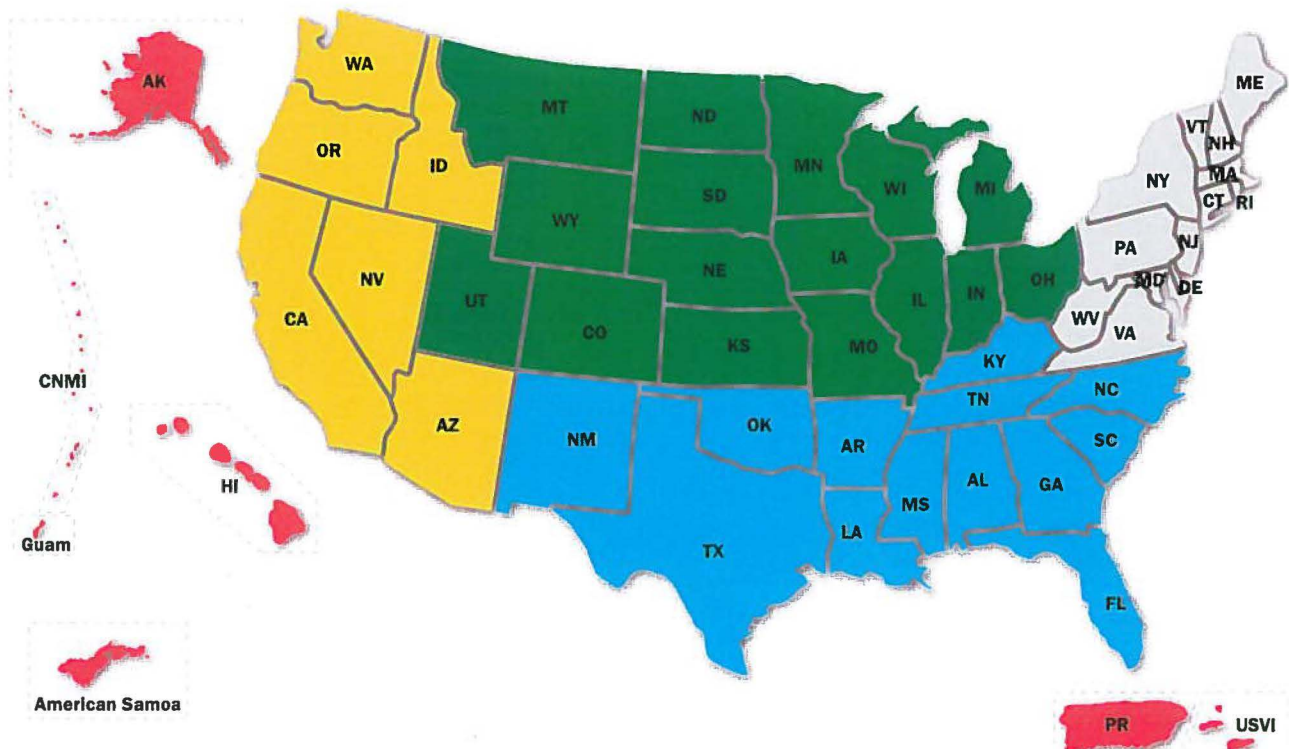 AK
WA
MT
ND
ME
VT
NH
OR
ID
MN
WI
MI
NY
MA
CT
RI
SD
WY
PA
NJ
NE
IA
MD
DE
NV
UT
IL
IN
OH
WV
VA
CA
CO
KS
MO
KY
CNMI
NC
TN
AZ
NM
OK
AR
SC
HI
MS
AL
GA
LA
Guam
TX
FL
American Samoa
PR
USVI